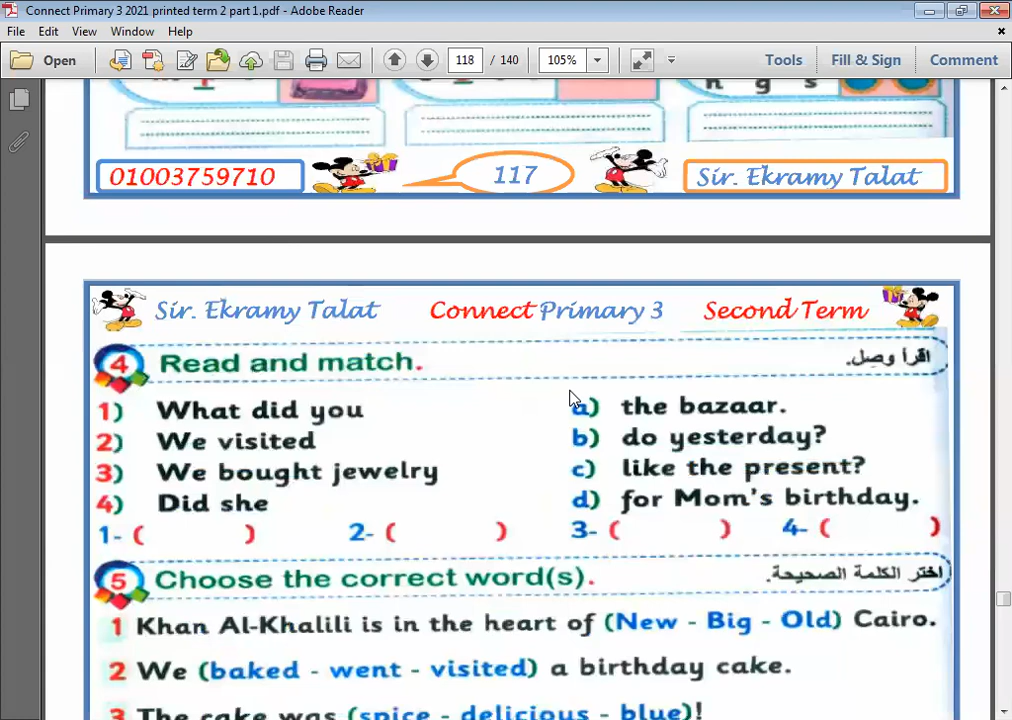 Connect Primary 3 2021 printed term 2 part 1.pdf - Adobe Reader
File Edit View Window Help
Open 118 / 140 105% Tools Fill & Sign Comment
n g s
01003759710 117 Sir. Ekramy Talat
Sir. Ekramy Talat Connect Primary 3 Second Term
4 Read and match. اقرأ وصل.
1) What did you a) the bazaar.
2) We visited b) do yesterday?
3) We bought jewelry c) like the present?
4) Did she d) for Mom's birthday.
1- ( ) 2- ( ) 3- ( ) 4- ( )
5 Choose the correct word(s). اختر الكلمة الصحيحة.
1 Khan Al-Khalili is in the heart of (New - Big - Old) Cairo.
2 We (baked - went - visited) a birthday cake.
3 The cake was (spice - delicious - blue)!